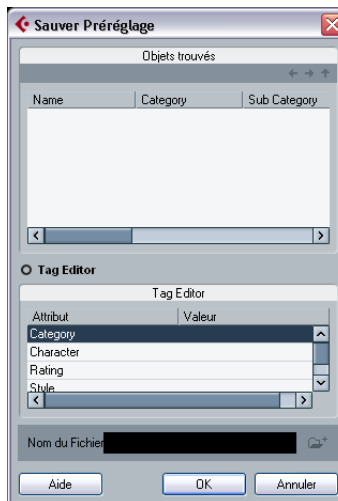 Sauver Préréglage
Objets trouvés
Name Category Sub Category
Tag Editor
Tag Editor
Attribut Valeur
Category
Character
Rating
Style
Nom du Fichier
Aide OK Annuler